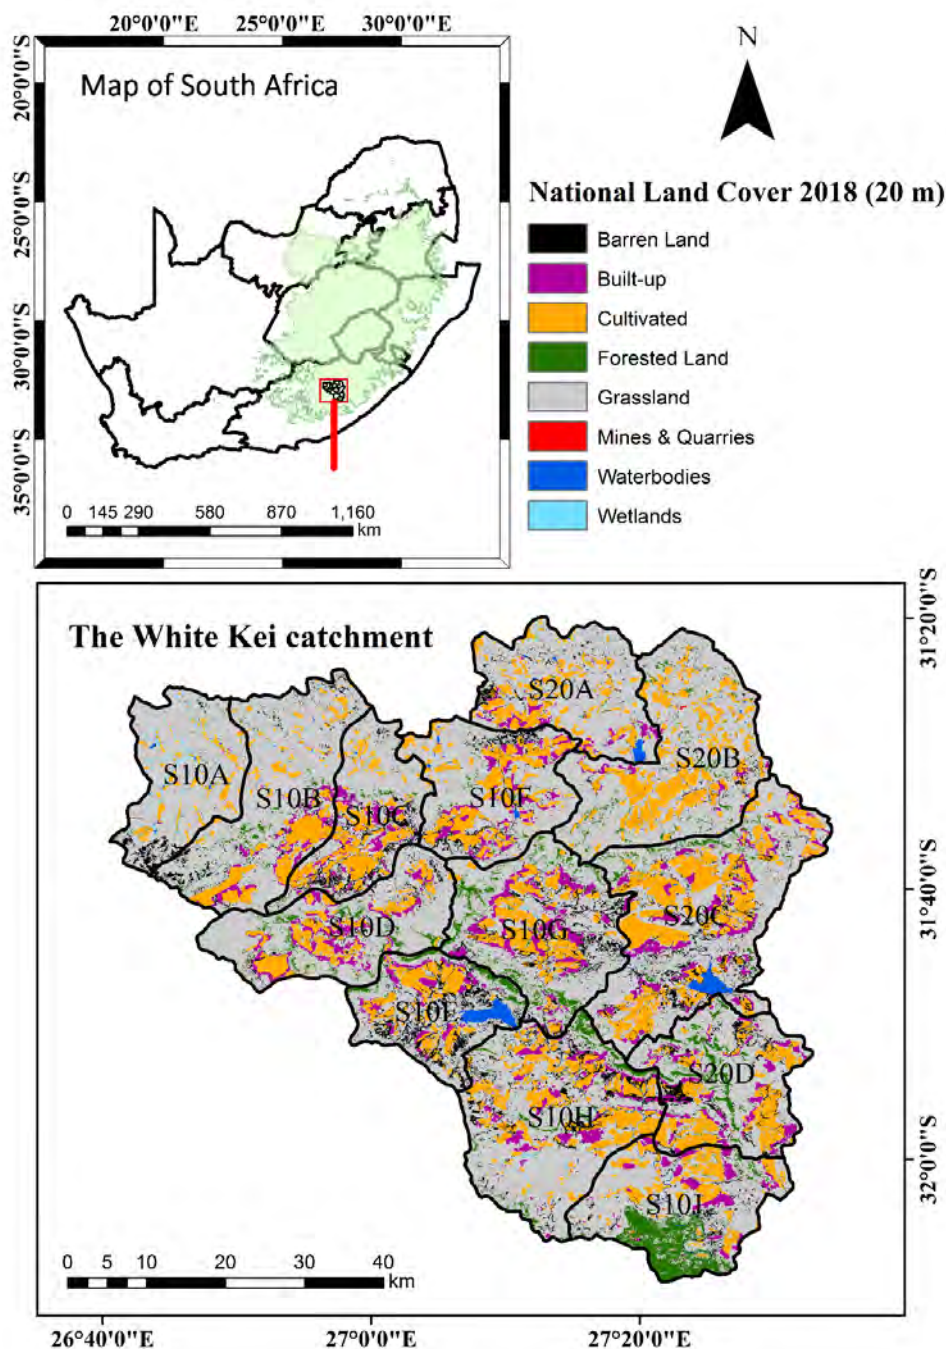 20°0'0"E 25°0'0"E 30°0'0"E
Map of South Africa
20°0'0"S
25°0'0"S
30°0'0"S
35°0'0"S
0 145 290 580 870 1,160
km
N
National Land Cover 2018 (20 m)
Barren Land
Built-up
Cultivated
Forested Land
Grassland
Mines & Quarries
Waterbodies
Wetlands
The White Kei catchment
31°20'0"S
31°40'0"S
32°0'0"S
S20A
S20B
S10A
S10B
S10C
S10F
S20C
S10D
S10G
S10E
S20D
S10H
S10J
0 5 10 20 30 40
km
26°40'0"E 27°0'0"E 27°20'0"E